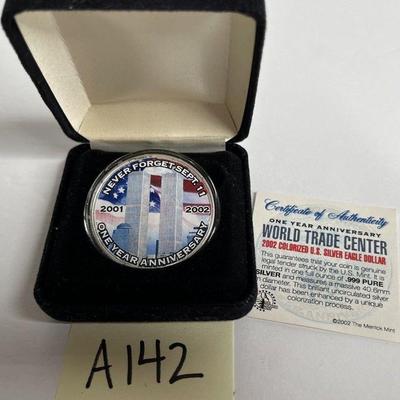 NEVER FORGET SEPT. 11
2001 2002
ONE YEAR ANNIVERSARY
Certificate of Authenticity
ONE YEAR ANNIVERSARY
WORLD TRADE CENTER
2002 COLORIZED U.S. SILVER EAGLE DOLLAR
This guarantees that your coin is genuine
legal tender struck by the U.S. Mint. It is
minted in one full ounce of .999 PURE
SILVER and measures a massive 40.6mm
in diameter. This brilliant uncirculated silver
dollar has been enhanced by a unique
colorization process.
©2002 The Merrick Mint
A142